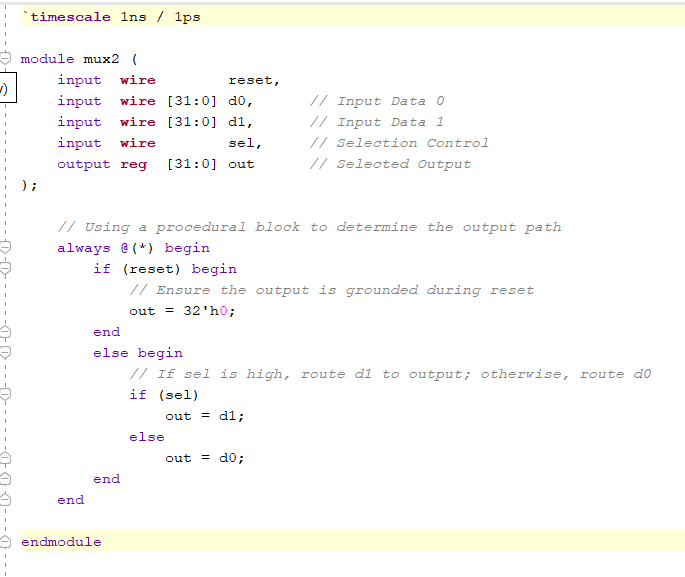 `timescale 1ns / 1ps
module mux2 (
input wire reset,
input wire [31:0] d0, // Input Data 0
input wire [31:0] d1, // Input Data 1
input wire sel, // Selection Control
output reg [31:0] out // Selected Output
);
// Using a procedural block to determine the output path
always @(*) begin
if (reset) begin
// Ensure the output is grounded during reset
out = 32'h0;
end
else begin
// If sel is high, route d1 to output; otherwise, route d0
if (sel)
out = d1;
else
out = d0;
end
end
endmodule